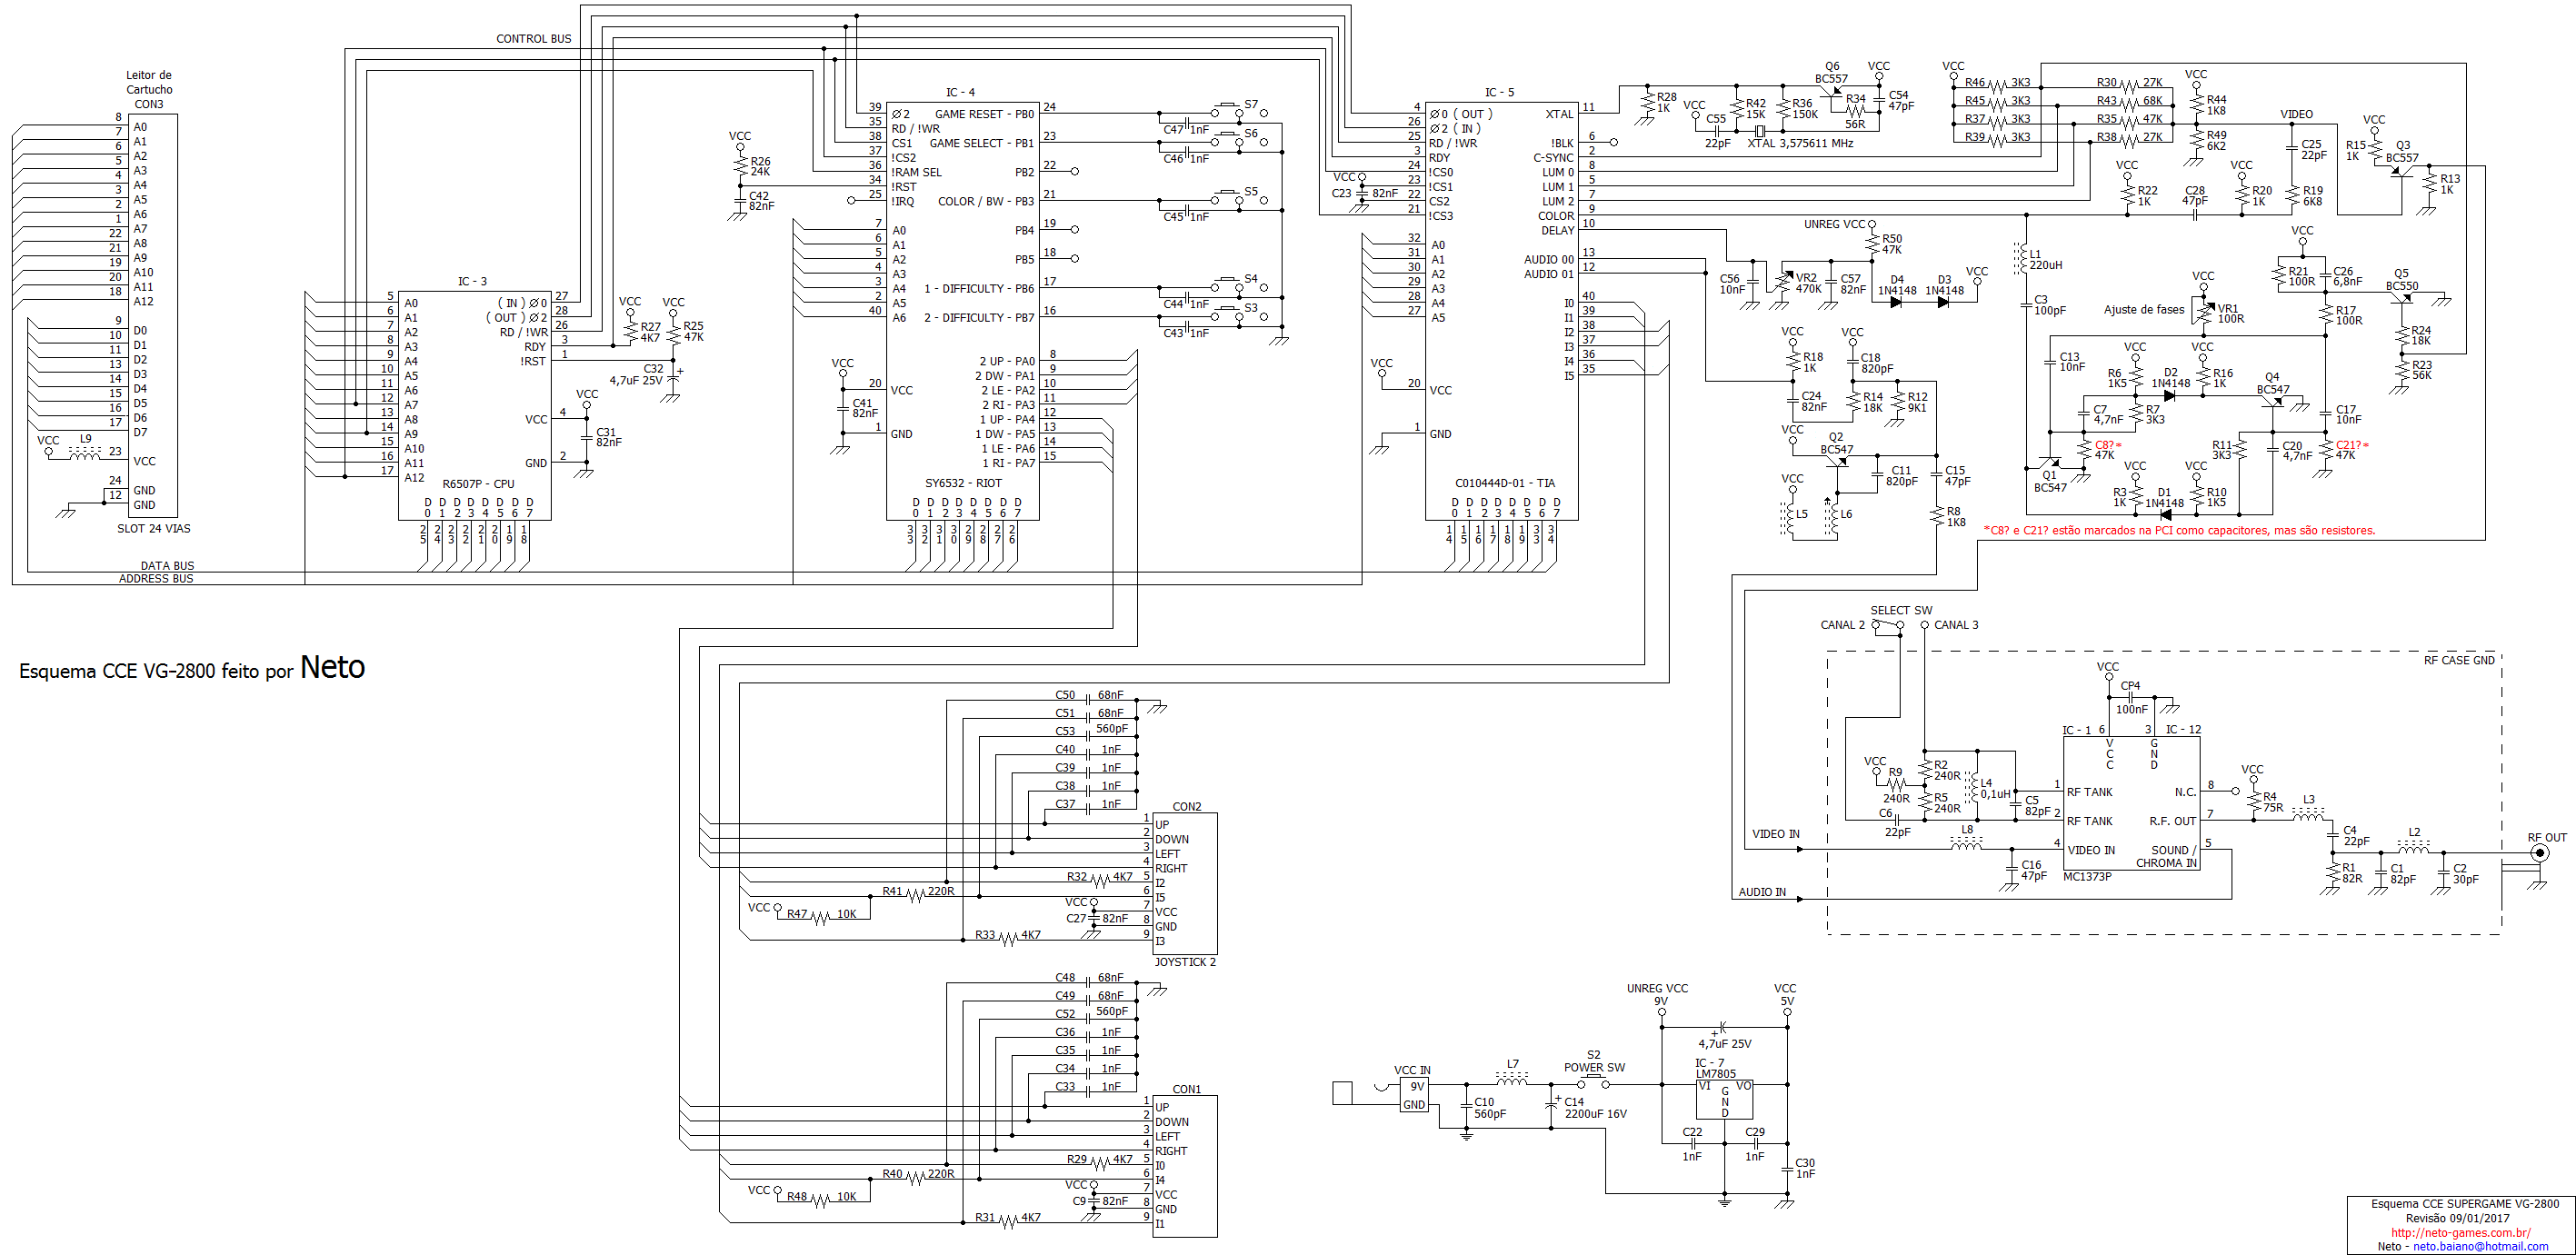 CONTROL BUS
Leitor de
Cartucho
CON3
8 A0
7 A1
6 A2
5 A3
4 A4
3 A5
2 A6
1 A7
22 A8
21 A9
19 A10
20 A11
18 A12
9 D0
10 D1
11 D2
13 D3
14 D4
15 D5
16 D6
17 D7
VCC L9 23 VCC
24 GND
12 GND
SLOT 24 VIAS
DATA BUS
ADDRESS BUS
IC - 3
5 A0 ( IN ) Ø 0 27
6 A1 ( OUT ) Ø 2 28
7 A2 RD / !WR 26
8 A3 RDY 3
9 A4 !RST 1
10 A5
11 A6
12 A7
13 A8 VCC 4
14 A9
15 A10
16 A11 GND 2
17 A12
R6507P - CPU
D D D D D D D D
0 1 2 3 4 5 6 7
25 24 23 22 21 20 19 18
VCC
R27
4K7
VCC
R25
47K
C32
4,7uF 25V
+
VCC
C31
82nF
VCC
R26
24K
C42
82nF
VCC
C41
82nF
IC - 4
39 Ø 2 GAME RESET - PB0 24
35 RD / !WR
38 CS1 GAME SELECT - PB1 23
37 !CS2
36 !RAM SEL PB2 22
34 !RST
25 !IRQ COLOR / BW - PB3 21
7 A0 PB4 19
6 A1
5 A2 PB5 18
4 A3
3 A4 1 - DIFFICULTY - PB6 17
2 A5
40 A6 2 - DIFFICULTY - PB7 16
2 UP - PA0 8
2 DW - PA1 9
20 VCC 2 LE - PA2 10
2 RI - PA3 11
1 UP - PA4 12
1 GND 1 DW - PA5 13
1 LE - PA6 14
1 RI - PA7 15
SY6532 - RIOT
D D D D D D D D
0 1 2 3 4 5 6 7
33 32 31 30 29 28 27 26
S7
C47 1nF
S6
C46 1nF
S5
C45 1nF
S4
C44 1nF
S3
C43 1nF
VCC
C23 82nF
VCC
IC - 5
4 Ø0 ( OUT ) XTAL 11
26 Ø2 ( IN )
25 RD / !WR !BLK 6
3 RDY C-SYNC 2
24 !CS0 LUM 0 8
23 !CS1 LUM 1 5
22 CS2 LUM 2 7
21 !CS3 COLOR 9
DELAY 10
32 A0
31 A1 AUDIO 00 13
30 A2 AUDIO 01 12
29 A3
28 A4 I0 40
27 A5 I1 39
I2 38
I3 37
I4 36
I5 35
20 VCC
1 GND
C010444D-01 - TIA
D D D D D D D D
0 1 2 3 4 5 6 7
14 15 16 17 18 19 33 34
R28
1K
VCC
C55
22pF
R42
15K
R36
150K
XTAL 3,575611 MHz
Q6
BC557
R34
56R
VCC
C54
47pF
VCC
R46 3K3
R45 3K3
R37 3K3
R39 3K3
R30 27K
R43 68K
R35 47K
R38 27K
VCC
R44
1K8
R49
6K2
VIDEO
C25
22pF
R19
6K8
VCC
R15
1K
Q3
BC557
R13
1K
VCC
R22
1K
C28
47pF
VCC
R20
1K
UNREG VCC
R50
47K
C56
10nF
VR2
470K
C57
82nF
D4
1N4148
D3
1N4148
VCC
L1
220uH
C3
100pF
VCC
R21
100R
C26
6,8nF
Q5
BC550
R17
100R
R24
18K
R23
56K
Ajuste de fases
VCC
VR1
100R
C13
10nF
VCC
R6
1K5
D2
1N4148
VCC
R16
1K
Q4
BC547
C7
4,7nF
R7
3K3
C17
10nF
C8?*
47K
R11
3K3
C20
4,7nF
C21?*
47K
Q1
BC547
VCC
R3
1K
D1
1N4148
VCC
R10
1K5
*C8? e C21? estão marcados na PCI como capacitores, mas são resistores.
VCC
R18
1K
C24
82nF
VCC
C18
820pF
R14
18K
R12
9K1
VCC
Q2
BC547
C11
820pF
C15
47pF
VCC
L5
L6
R8
1K8
Esquema CCE VG-2800 feito por Neto
SELECT SW
CANAL 2
CANAL 3
RF CASE GND
VCC
CP4
100nF
IC - 1 6 3 IC - 12
VCC
GND
1 RF TANK N.C. 8
2 RF TANK R.F. OUT 7
4 VIDEO IN SOUND / 5
CHROMA IN
MC1373P
VCC
R9
240R
R2
240R
R5
240R
L4
0,1uH
C5
82pF
C6
22pF
L8
C16
47pF
VIDEO IN
AUDIO IN
VCC
R4
75R
L3
C4
22pF
R1
82R
L2
C1
82pF
C2
30pF
RF OUT
C50 68nF
C51 68nF
C53 560pF
C40 1nF
C39 1nF
C38 1nF
C37 1nF
CON2
1 UP
2 DOWN
3 LEFT
4 RIGHT
R32 4K7 5 I2
R41 220R 6 I5
VCC R47 10K
VCC 7 VCC
C27 82nF 8 GND
R33 4K7 9 I3
JOYSTICK 2
C48 68nF
C49 68nF
C52 560pF
C36 1nF
C35 1nF
C34 1nF
C33 1nF
CON1
1 UP
2 DOWN
3 LEFT
4 RIGHT
R29 4K7 5 I0
R40 220R 6 I4
VCC R48 10K
VCC 7 VCC
C9 82nF 8 GND
R31 4K7 9 I1
VCC IN
9V
GND
C10
560pF
L7
+
C14
2200uF 16V
S2
POWER SW
UNREG VCC
9V
VCC
5V
+
4,7uF 25V
IC - 7
LM7805
VI VO
GND
C22
1nF
C29
1nF
C30
1nF
Esquema CCE SUPERGAME VG-2800
Revisão 09/01/2017
http://neto-games.com.br/
Neto - neto.baiano@hotmail.com